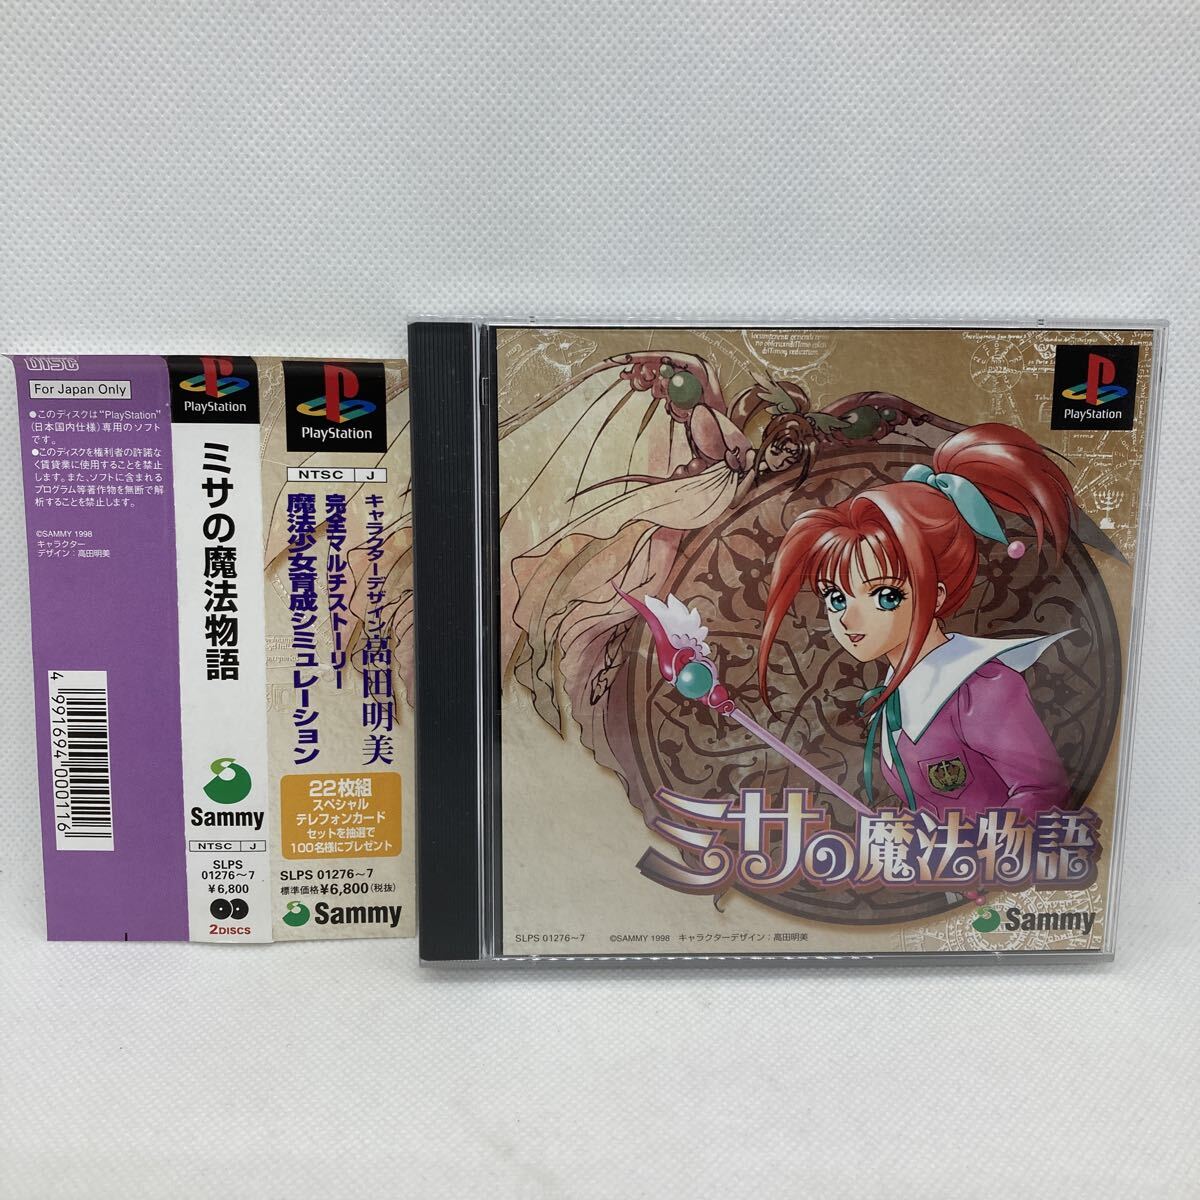 DISC
For Japan Only
●このディスクは“PlayStation”
(日本国内仕様)専用のソフト
です。
●このディスクを権利者の許諾な
く賃貸業に使用することを禁止
します。また、ソフトに含まれる
プログラム等著作物を無断で解
析することを禁止します。
©SAMMY 1998
キャラクター
デザイン:高田明美
4991694000116
PlayStation
ミサの魔法物語
Sammy
NTSC J
SLPS
01276～7
¥6,800
2DISCS
PlayStation
NTSC J
キャラクターデザイン高田明美
完全マルチストーリー
魔法少女育成シミュレーション
22枚組
スペシャル
テレフォンカード
セットを抽選で
100名様にプレゼント
SLPS 01276～7
標準価格¥6,800(税抜)
Sammy
PlayStation
ミサの魔法物語
Sammy
SLPS 01276～7 ©SAMMY 1998 キャラクターデザイン:高田明美